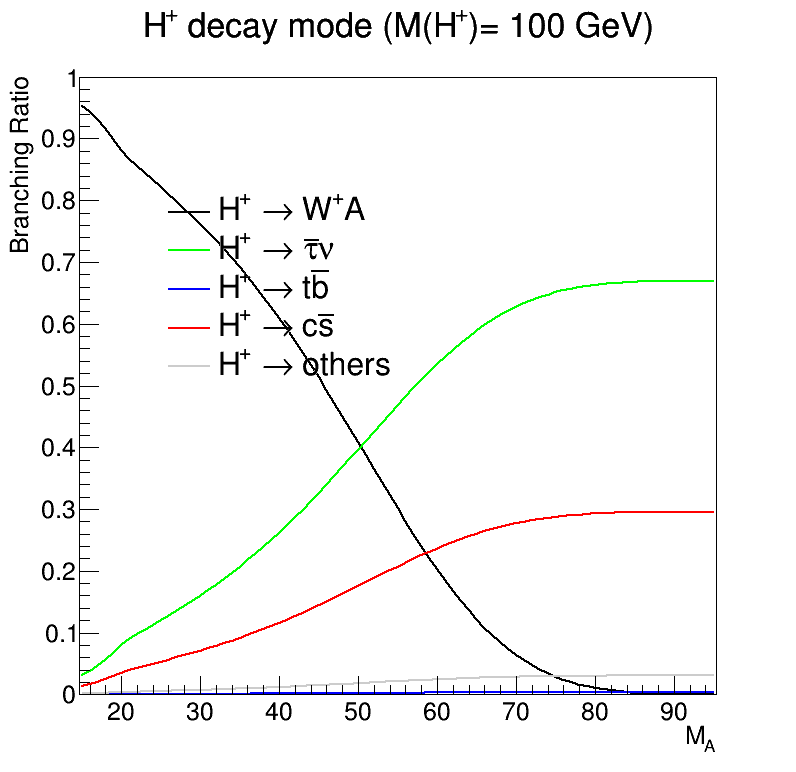 H⁺ decay mode (M(H⁺)= 100 GeV)
Branching Ratio
1
0.9
0.8
0.7
0.6
0.5
0.4
0.3
0.2
0.1
0
H⁺ → W⁺A
H⁺ → τ̅ν
H⁺ → tb̅
H⁺ → cs̅
H⁺ → others
20 30 40 50 60 70 80 90
M_A